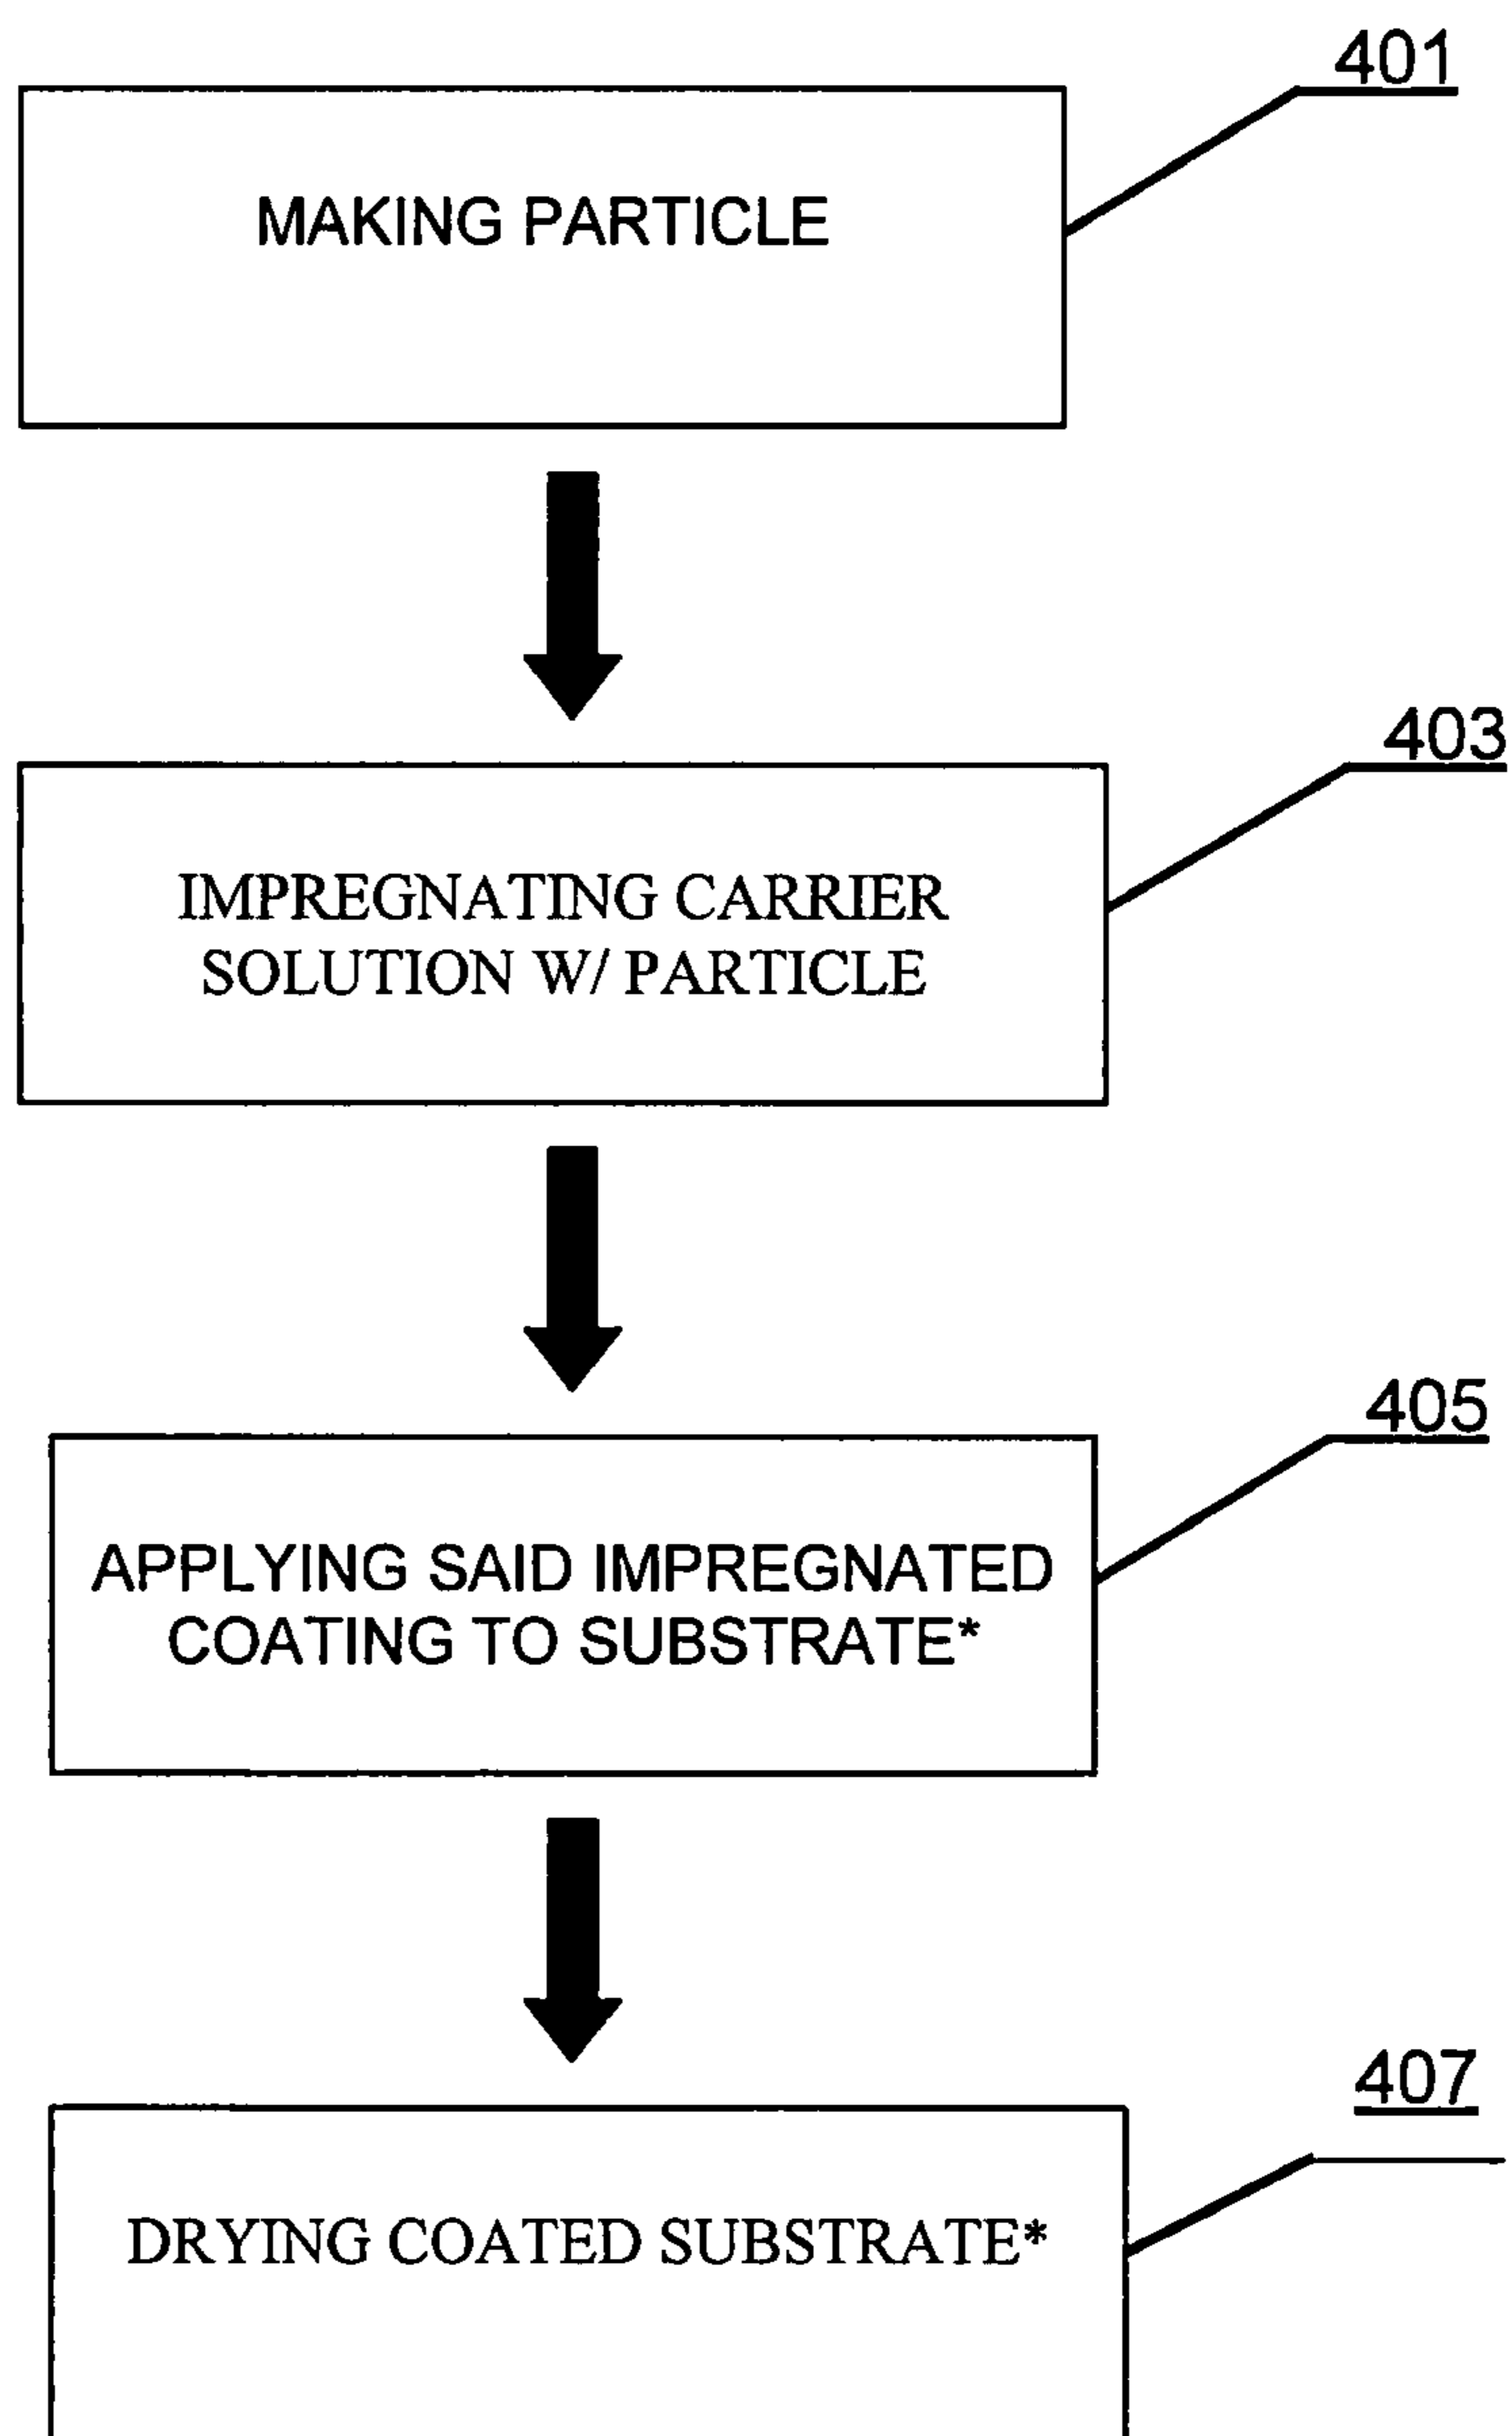 401
MAKING PARTICLE
403
IMPREGNATING CARRIER
SOLUTION W/ PARTICLE
405
APPLYING SAID IMPREGNATED
COATING TO SUBSTRATE*
407
DRYING COATED SUBSTRATE*